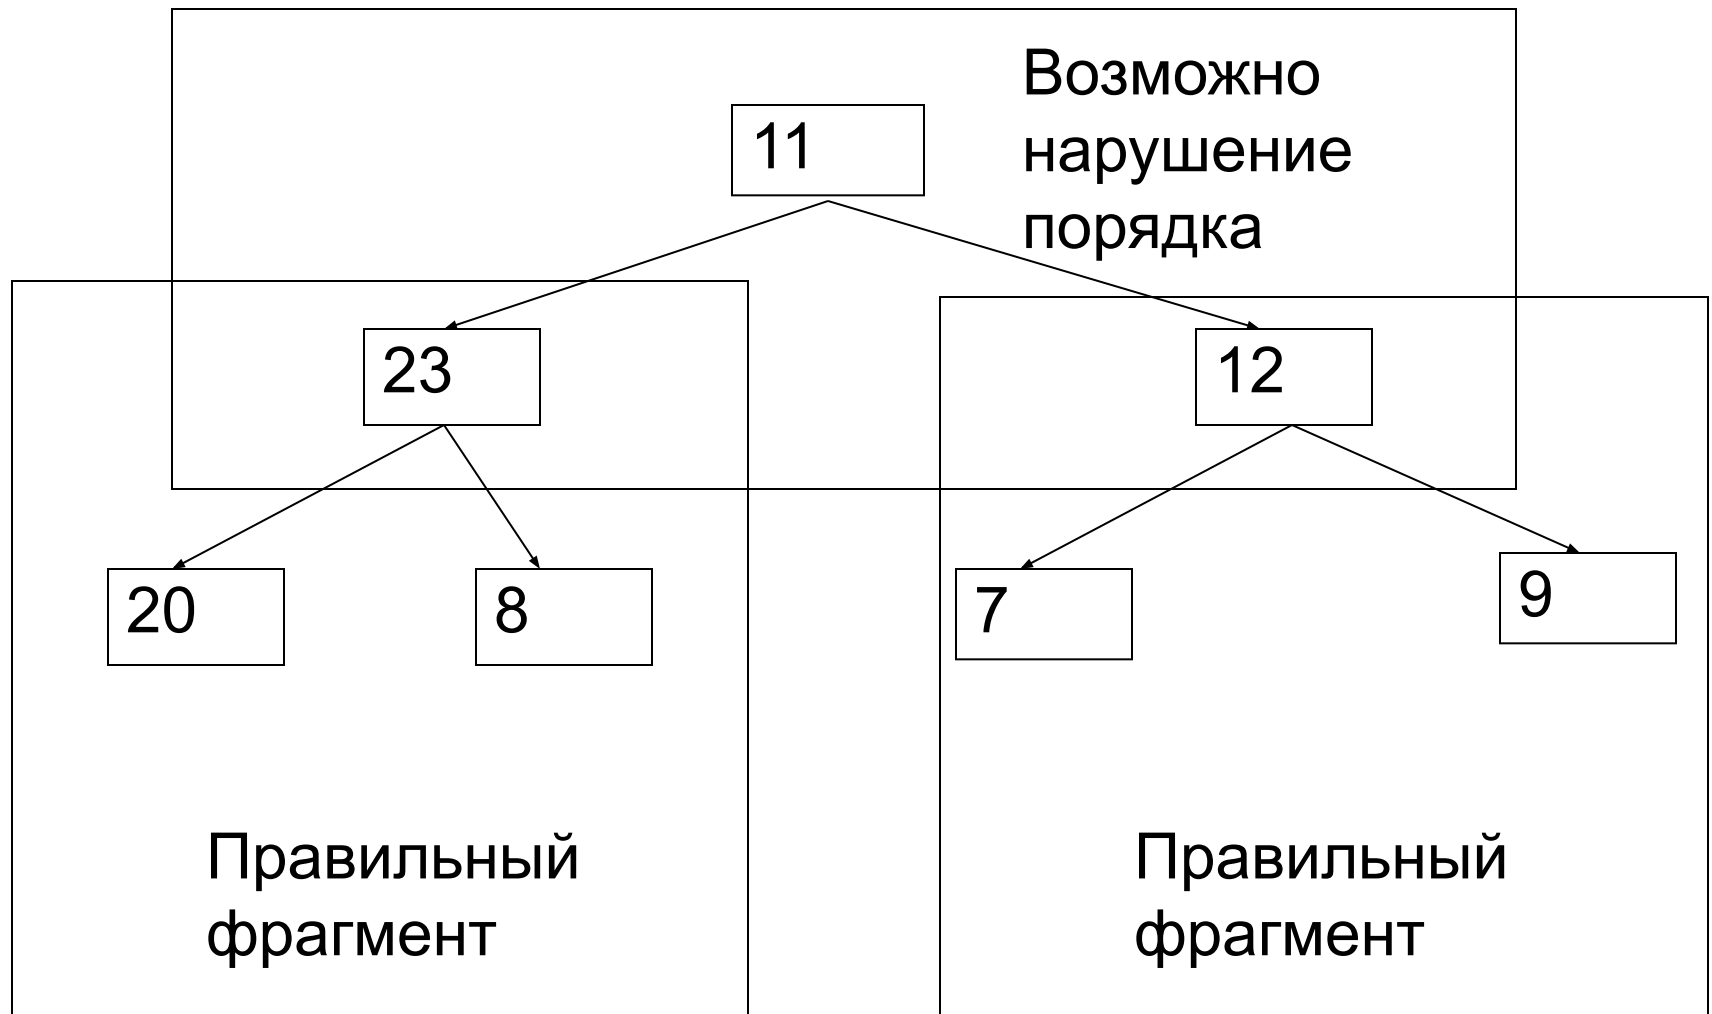 Возможно
нарушение
порядка
11
23
12
20
8
7
9
Правильный
фрагмент
Правильный
фрагмент